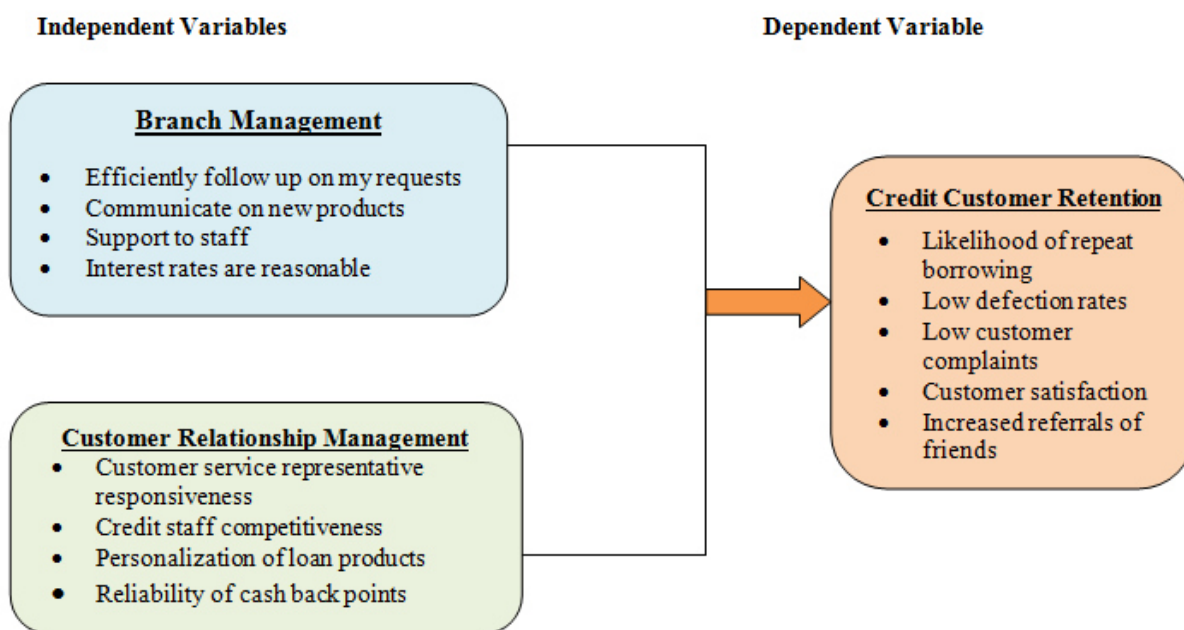 Independent Variables
Dependent Variable
Branch Management
• Efficiently follow up on my requests
• Communicate on new products
• Support to staff
• Interest rates are reasonable
Customer Relationship Management
• Customer service representative
responsiveness
• Credit staff competitiveness
• Personalization of loan products
• Reliability of cash back points
Credit Customer Retention
• Likelihood of repeat
borrowing
• Low defection rates
• Low customer
complaints
• Customer satisfaction
• Increased referrals of
friends